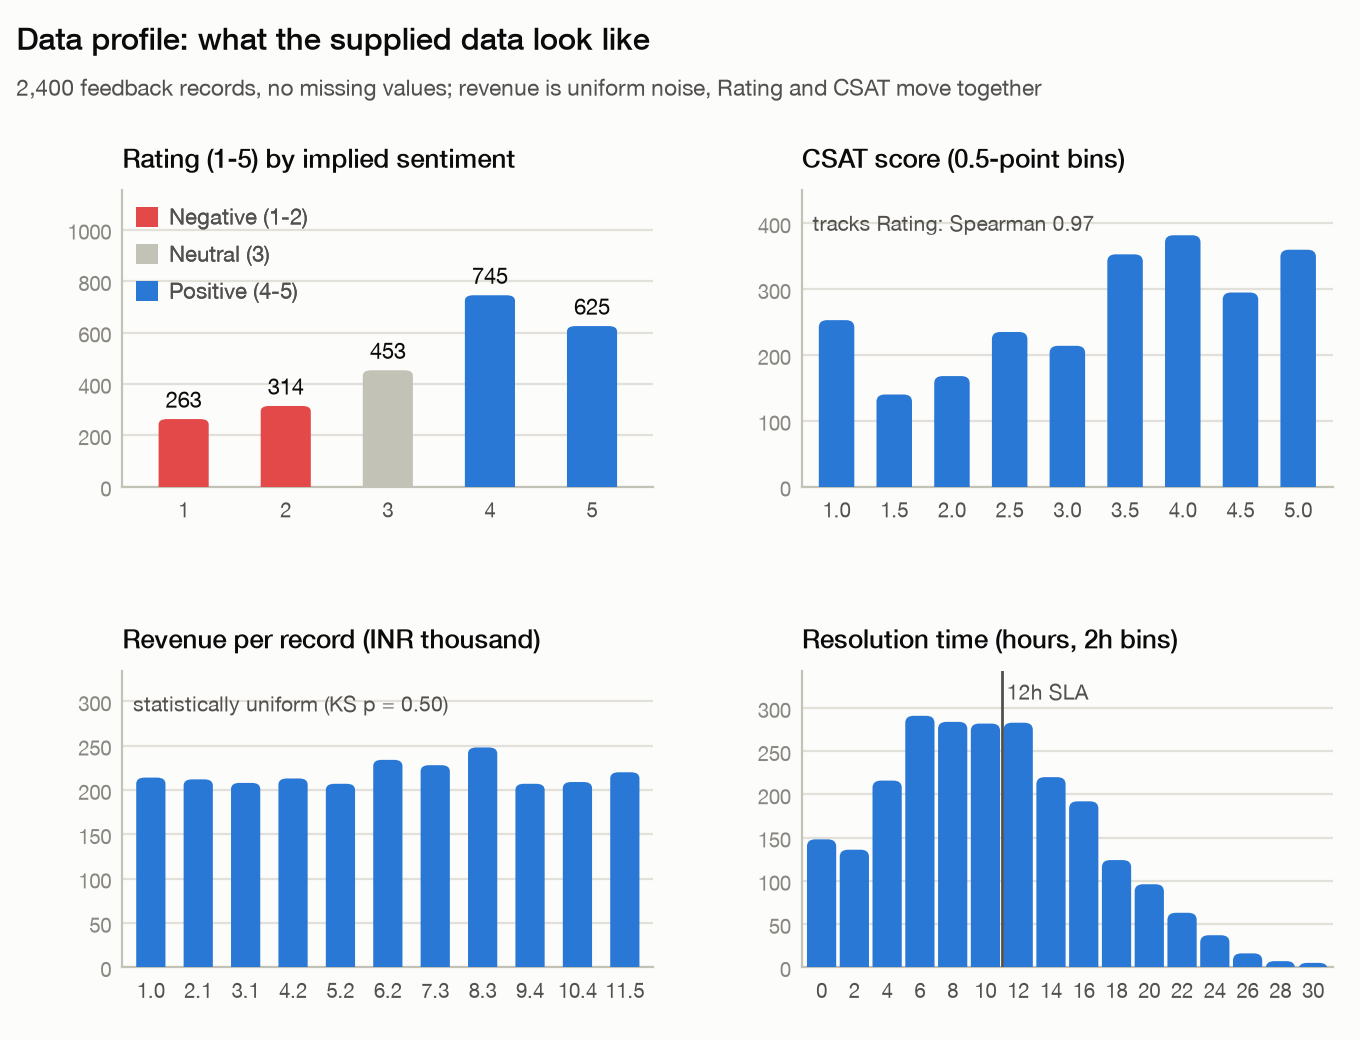 Data profile: what the supplied data look like
2,400 feedback records, no missing values; revenue is uniform noise, Rating and CSAT move together
Rating (1-5) by implied sentiment
Negative (1-2)
Neutral (3)
Positive (4-5)
1000
800
600
400
200
0
263
314
453
745
625
1 2 3 4 5
CSAT score (0.5-point bins)
tracks Rating: Spearman 0.97
400
300
200
100
0
1.0 1.5 2.0 2.5 3.0 3.5 4.0 4.5 5.0
Revenue per record (INR thousand)
statistically uniform (KS p = 0.50)
300
250
200
150
100
50
0
1.0 2.1 3.1 4.2 5.2 6.2 7.3 8.3 9.4 10.4 11.5
Resolution time (hours, 2h bins)
12h SLA
300
250
200
150
100
50
0
0 2 4 6 8 10 12 14 16 18 20 22 24 26 28 30